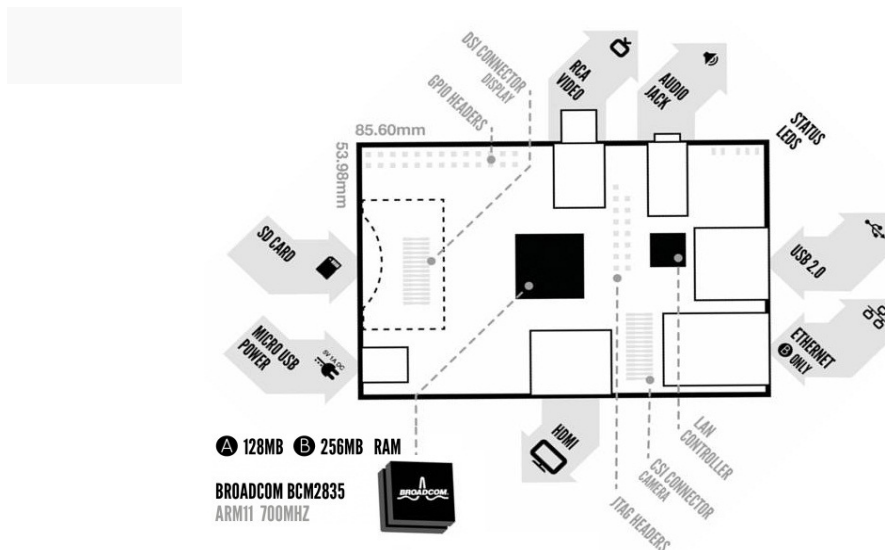 DSI CONNECTOR
DISPLAY
GPIO HEADERS
RCA
VIDEO
AUDIO
JACK
STATUS
LEDS
85.60mm
53.98mm
SD CARD
USB 2.0
MICRO USB
POWER
5V 1A DC
ETHERNET
B ONLY
HDMI
LAN
CONTROLLER
CSI CONNECTOR
CAMERA
JTAG HEADERS
A 128MB B 256MB RAM
BROADCOM BCM2835
ARM11 700MHZ
BROADCOM